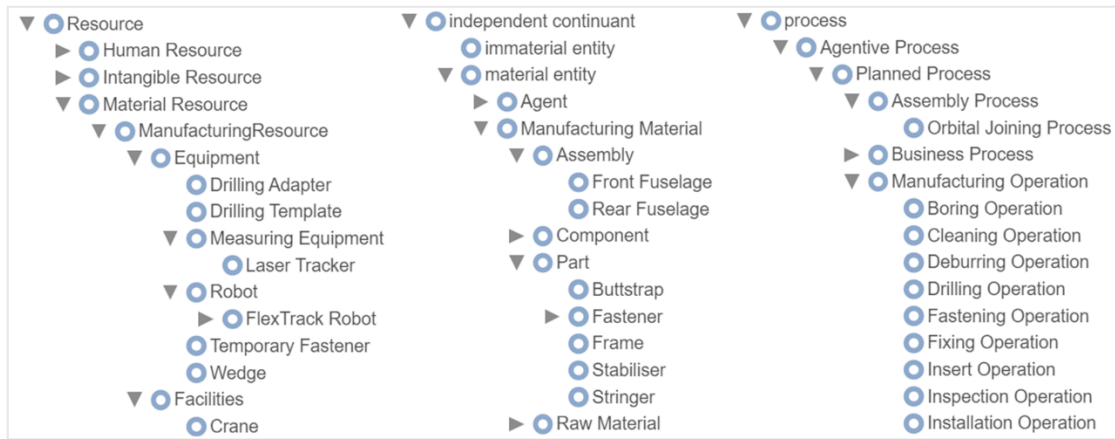 Resource
Human Resource
Intangible Resource
Material Resource
ManufacturingResource
Equipment
Drilling Adapter
Drilling Template
Measuring Equipment
Laser Tracker
Robot
FlexTrack Robot
Temporary Fastener
Wedge
Facilities
Crane
independent continuant
immaterial entity
material entity
Agent
Manufacturing Material
Assembly
Front Fuselage
Rear Fuselage
Component
Part
Buttstrap
Fastener
Frame
Stabiliser
Stringer
Raw Material
process
Agentive Process
Planned Process
Assembly Process
Orbital Joining Process
Business Process
Manufacturing Operation
Boring Operation
Cleaning Operation
Deburring Operation
Drilling Operation
Fastening Operation
Fixing Operation
Insert Operation
Inspection Operation
Installation Operation